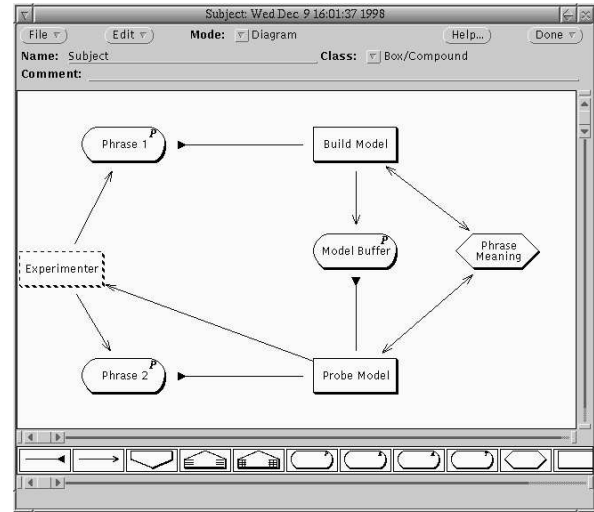 Subject: Wed Dec 9 16:01:37 1998
File Edit Mode: Diagram Help...) Done
Name: Subject Class: Box/Compound
Comment:
P
Phrase 1
Build Model
P
Model Buffer
Phrase
Meaning
Experimenter
P
Phrase 2
Probe Model